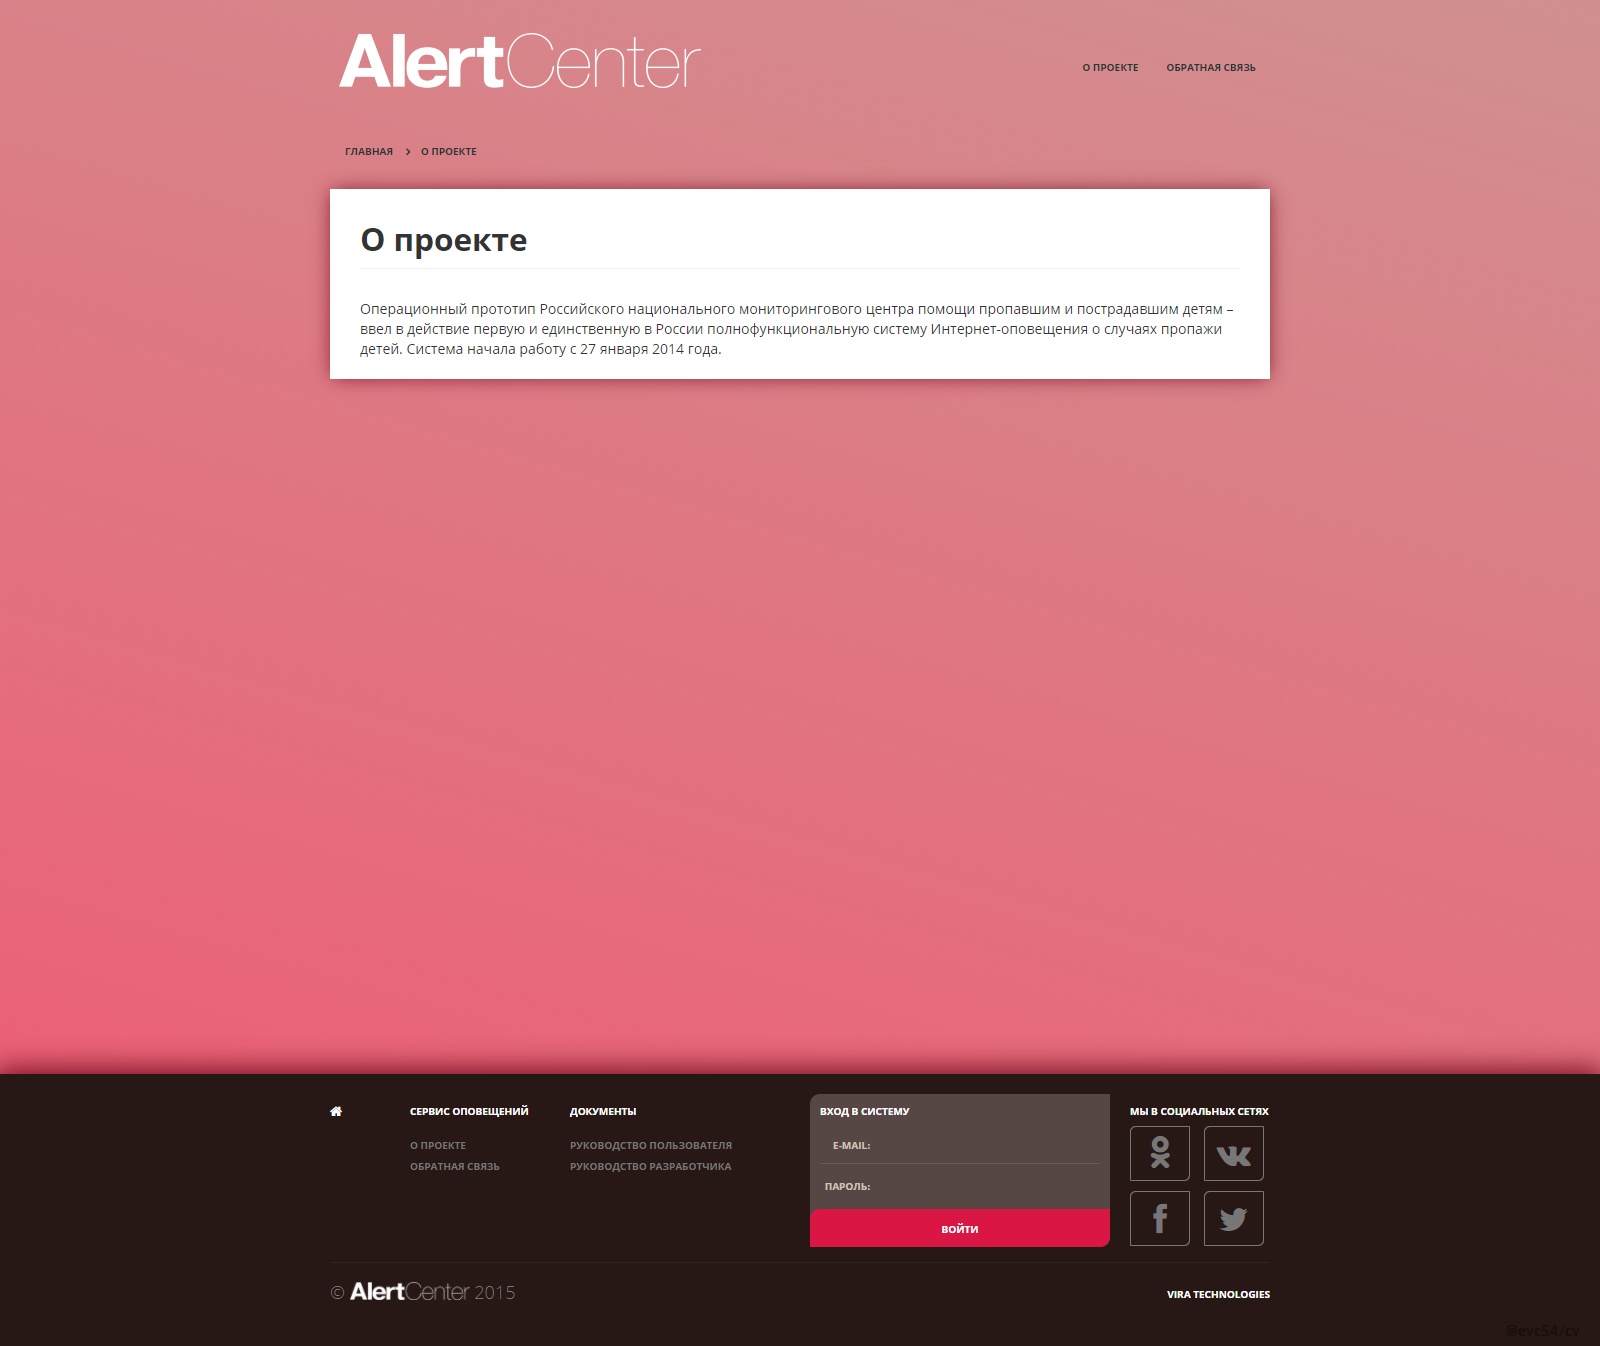 AlertCenter
О ПРОЕКТЕ ОБРАТНАЯ СВЯЗЬ
ГЛАВНАЯ О ПРОЕКТЕ
О проекте
Операционный прототип Российского национального мониторингового центра помощи пропавшим и пострадавшим детям –
ввел в действие первую и единственную в России полнофункциональную систему Интернет-оповещения о случаях пропажи
детей. Система начала работу с 27 января 2014 года.
СЕРВИС ОПОВЕЩЕНИЙ
О ПРОЕКТЕ
ОБРАТНАЯ СВЯЗЬ
ДОКУМЕНТЫ
РУКОВОДСТВО ПОЛЬЗОВАТЕЛЯ
РУКОВОДСТВО РАЗРАБОТЧИКА
ВХОД В СИСТЕМУ
E-MAIL:
ПАРОЛЬ:
ВОЙТИ
МЫ В СОЦИАЛЬНЫХ СЕТЯХ
© AlertCenter 2015
VIRA TECHNOLOGIES
@evc54/cv